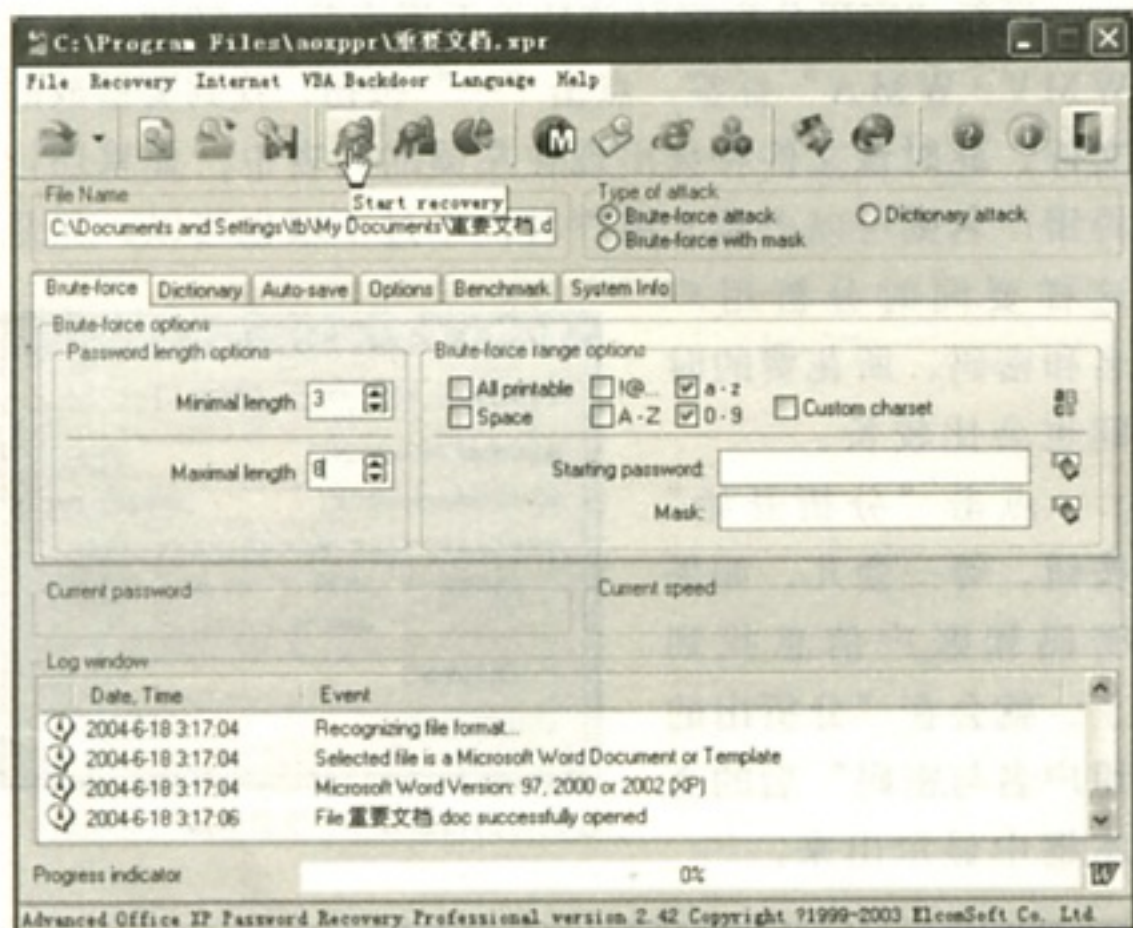 C:\Program Files\aoxppr\重要文档.xpr
File Recovery Internet VBA Backdoor Language Help
Start recovery
File Name
C:\Documents and Settings\tb\My Documents\重要文档.d
Type of attack
Brute-force attack
Dictionary attack
Brute-force with mask
Brute-force Dictionary Auto-save Options Benchmark System Info
Brute-force options
Password length options
Minimal length 3
Maximal length 8
Brute-force range options
All printable !@... a - z
Space A - Z 0 - 9 Custom charset
Starting password:
Mask:
Current password
Current speed
Log window
Date, Time Event
2004-6-18 3:17:04 Recognizing file format...
2004-6-18 3:17:04 Selected file is a Microsoft Word Document or Template
2004-6-18 3:17:04 Microsoft Word Version: 97, 2000 or 2002 (XP)
2004-6-18 3:17:06 File 重要文档.doc successfully opened
Progress indicator 0%
Advanced Office XP Password Recovery Professional version 2.42 Copyright ?1999-2003 ElcomSoft Co. Ltd.